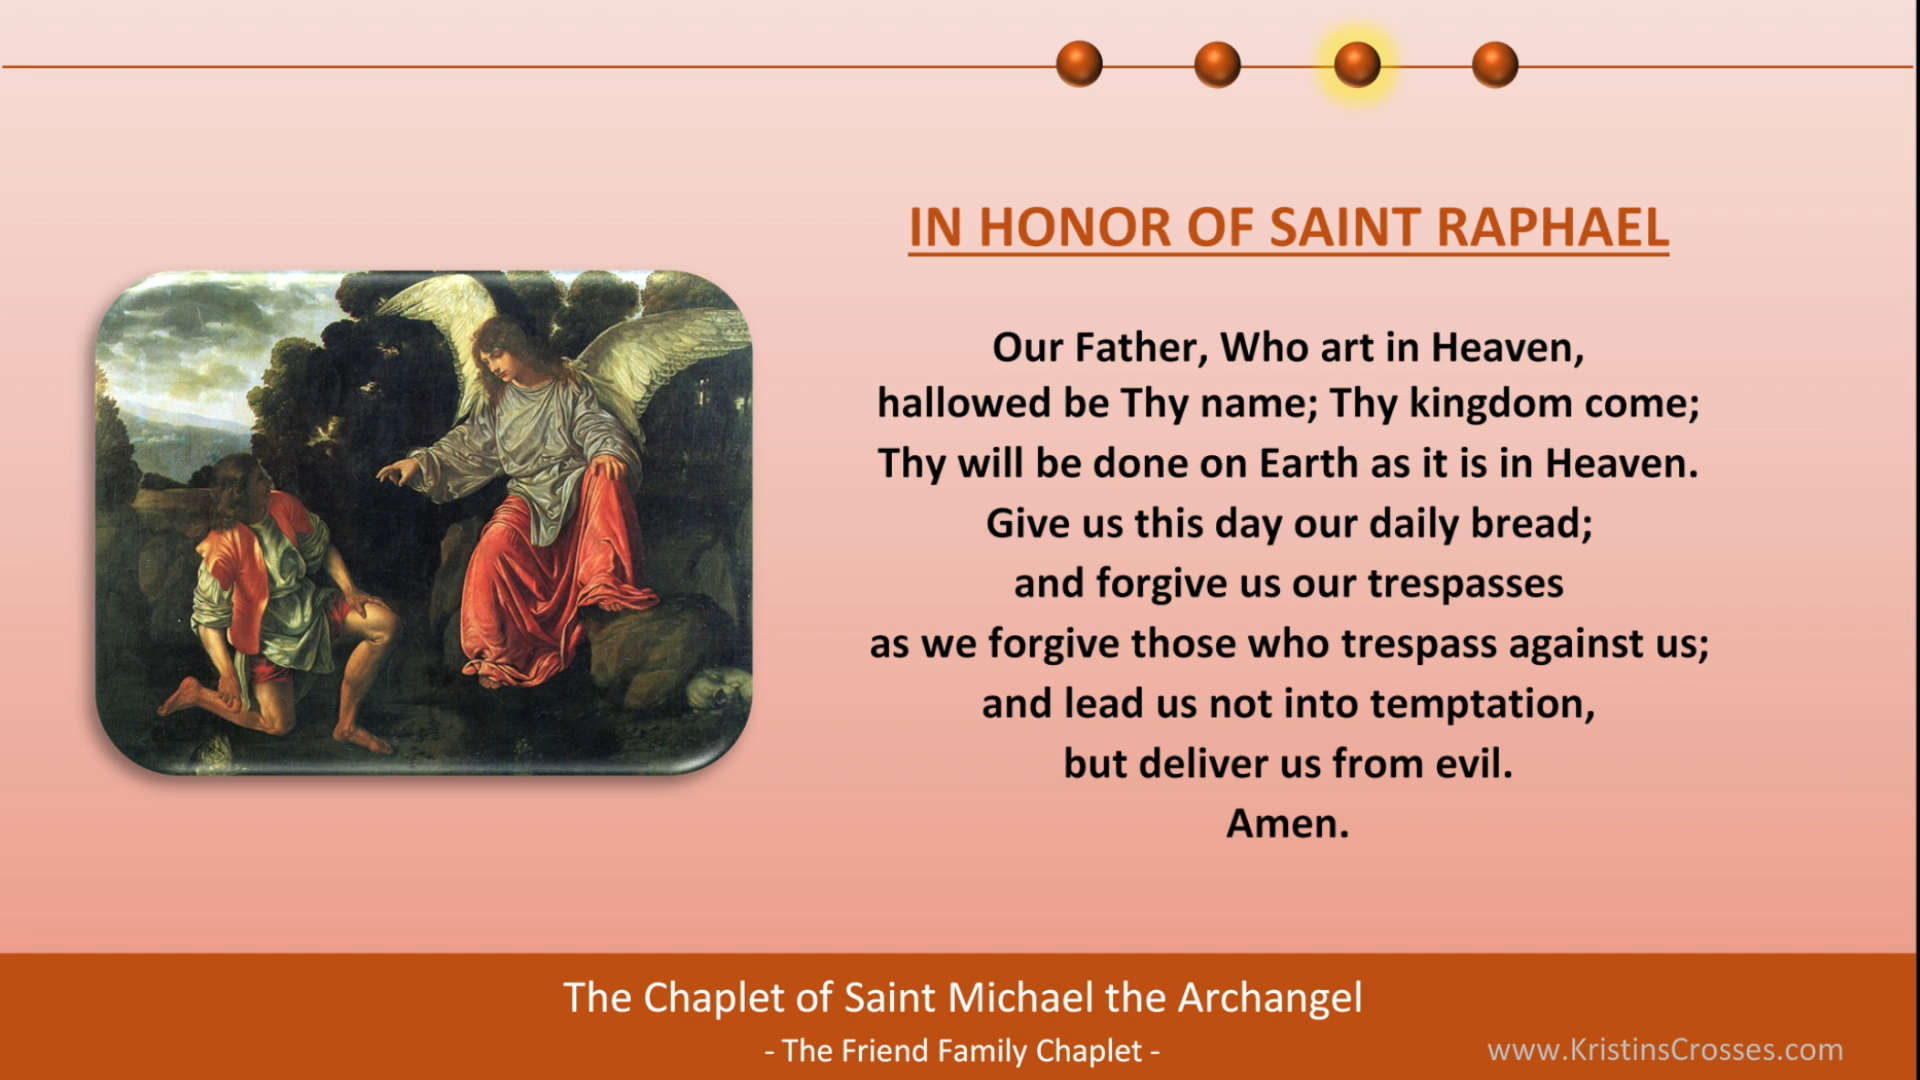 IN HONOR OF SAINT RAPHAEL
Our Father, Who art in Heaven,
hallowed be Thy name; Thy kingdom come;
Thy will be done on Earth as it is in Heaven.
Give us this day our daily bread;
and forgive us our trespasses
as we forgive those who trespass against us;
and lead us not into temptation,
but deliver us from evil.
Amen.
The Chaplet of Saint Michael the Archangel
- The Friend Family Chaplet -
www.KristinsCrosses.com